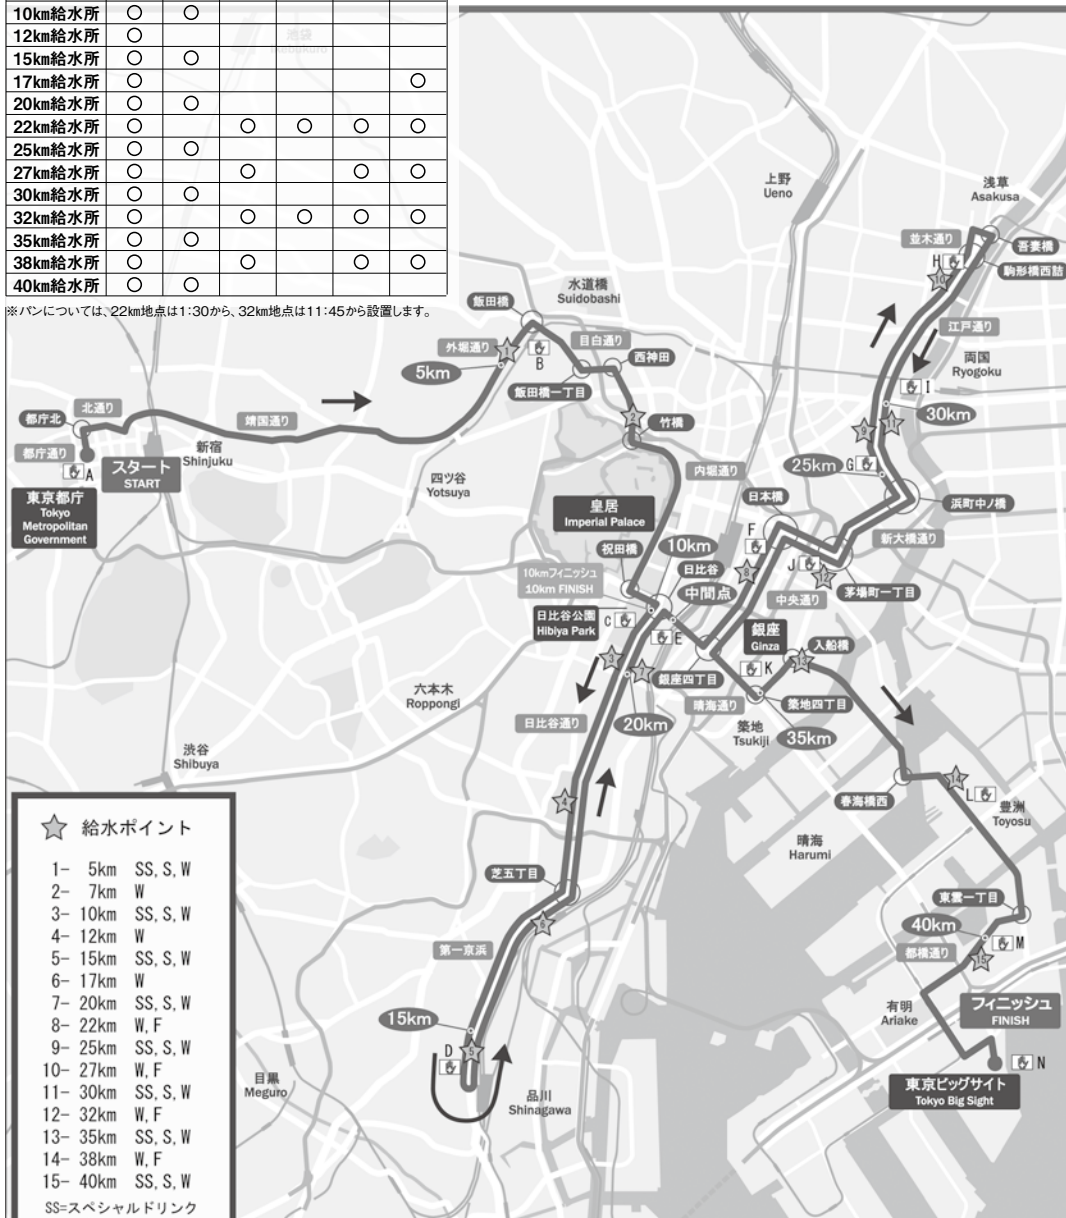 10km給水所 ○ ○
12km給水所 ○
15km給水所 ○ ○
17km給水所 ○ ○
20km給水所 ○ ○
22km給水所 ○ ○ ○ ○ ○
25km給水所 ○ ○
27km給水所 ○ ○ ○ ○
30km給水所 ○ ○
32km給水所 ○ ○ ○ ○ ○
35km給水所 ○ ○
38km給水所 ○ ○ ○ ○
40km給水所 ○ ○
池袋
Ikebukuro
※パンについては、22km地点は1:30から、32km地点は11:45から設置します。
上野
Ueno
浅草
Asakusa
並木通り
吾妻橋
H
駒形橋西詰
10
水道橋
Suidobashi
飯田橋
江戸通り
外堀通り
1
B
目白通り
西神田
両国
Ryogoku
5km
飯田橋一丁目
I
30km
都庁北
北通り
靖国通り
2
竹橋
9
11
都庁通り
A
スタート
START
新宿
Shinjuku
四ツ谷
Yotsuya
内堀通り
25km
G
東京都庁
Tokyo
Metropolitan
Government
皇居
Imperial Palace
日本橋
浜町中ノ橋
F
新大橋通り
祝田橋
10km
J
10kmフィニッシュ
10km FINISH
日比谷
8
12
中間点
中央通り
茅場町一丁目
日比谷公園
Hibiya Park
C
E
銀座
Ginza
入船橋
3
7
銀座四丁目
K
13
六本木
Roppongi
晴海通り
築地四丁目
日比谷通り
20km
築地
Tsukiji
35km
渋谷
Shibuya
4
春海橋西
14
L
豊洲
Toyosu
晴海
Harumi
芝五丁目
東雲一丁目
6
40km
第一京浜
M
都橋通り
15
有明
Ariake
フィニッシュ
FINISH
15km
D
5
N
目黒
Meguro
品川
Shinagawa
東京ビッグサイト
Tokyo Big Sight
給水ポイント
1- 5km SS, S, W
2- 7km W
3- 10km SS, S, W
4- 12km W
5- 15km SS, S, W
6- 17km W
7- 20km SS, S, W
8- 22km W, F
9- 25km SS, S, W
10- 27km W, F
11- 30km SS, S, W
12- 32km W, F
13- 35km SS, S, W
14- 38km W, F
15- 40km SS, S, W
SS=スペシャルドリンク